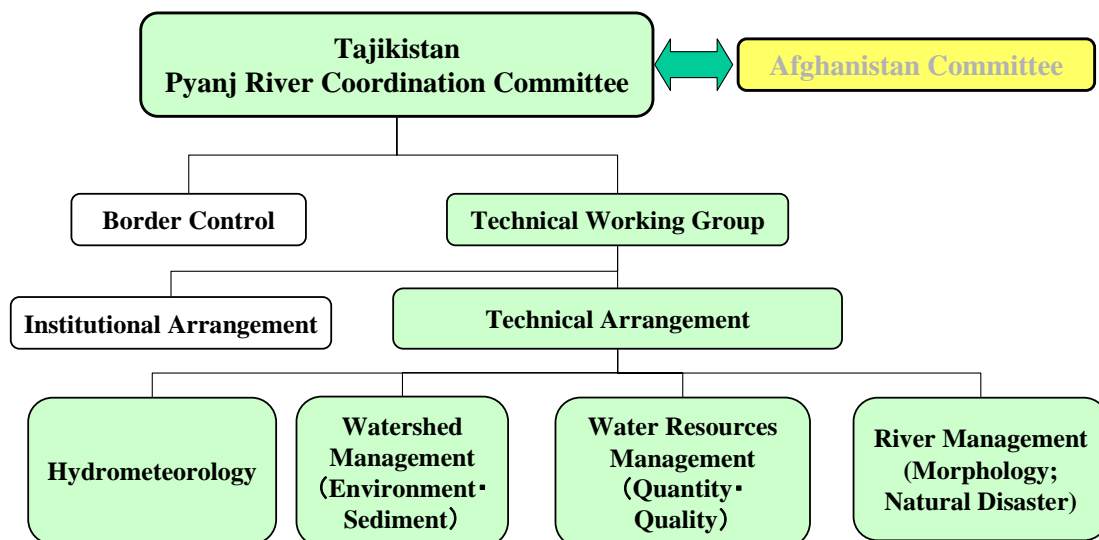 Tajikistan
Pyanj River Coordination Committee
Afghanistan Committee
Border Control
Technical Working Group
Institutional Arrangement
Technical Arrangement
Hydrometeorology
Watershed
Management
（Environment・
Sediment）
Water Resources
Management
（Quantity・
Quality）
River Management
(Morphology;
Natural Disaster)